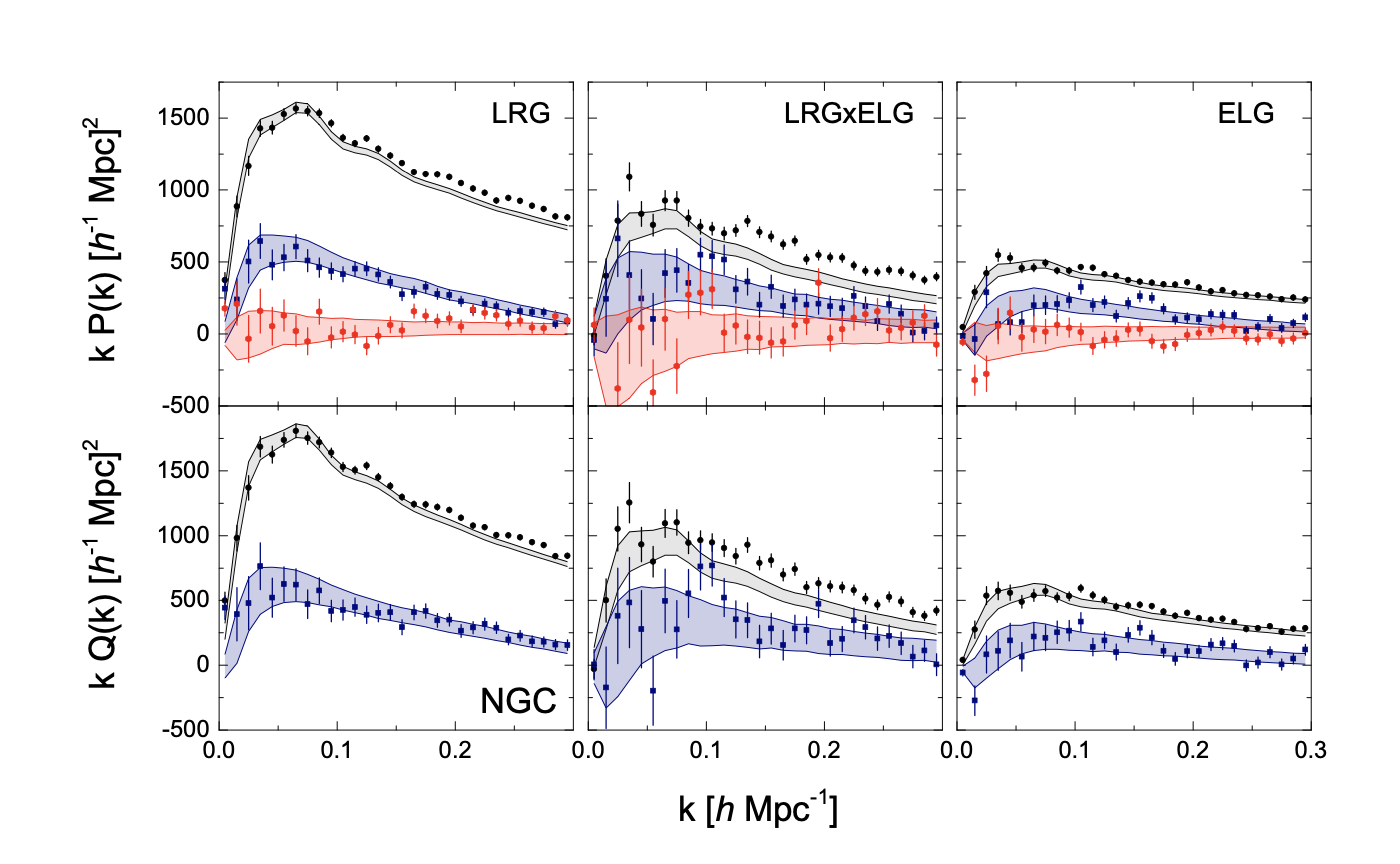 LRG
LRGxELG
ELG
k P(k) [h-1 Mpc]2
1500
1000
500
0
-500
k Q(k) [h-1 Mpc]2
1500
1000
500
0
-500
NGC
0.0 0.1 0.2 0.0 0.1 0.2 0.0 0.1 0.2 0.3
k [h Mpc-1]